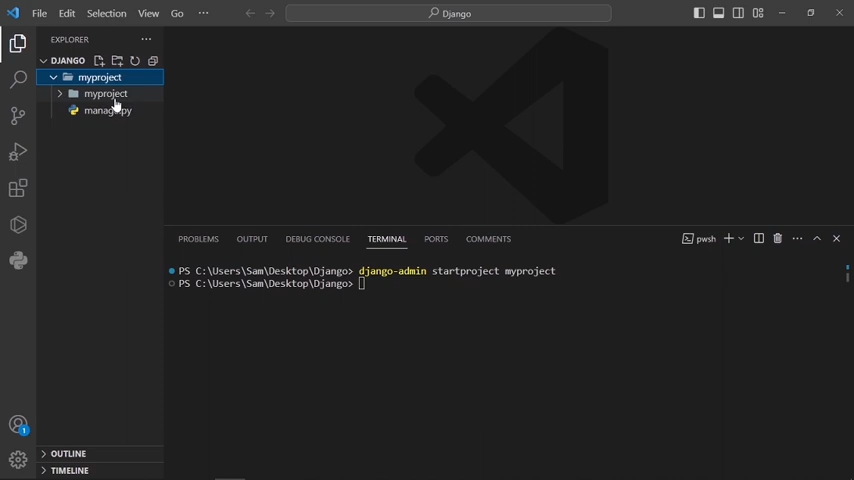 File Edit Selection View Go ···
Django
EXPLORER ···
DJANGO
myproject
myproject
manage.py
PROBLEMS OUTPUT DEBUG CONSOLE TERMINAL PORTS COMMENTS
pwsh
PS C:\Users\Sam\Desktop\Django> django-admin startproject myproject
PS C:\Users\Sam\Desktop\Django>
1
OUTLINE
TIMELINE